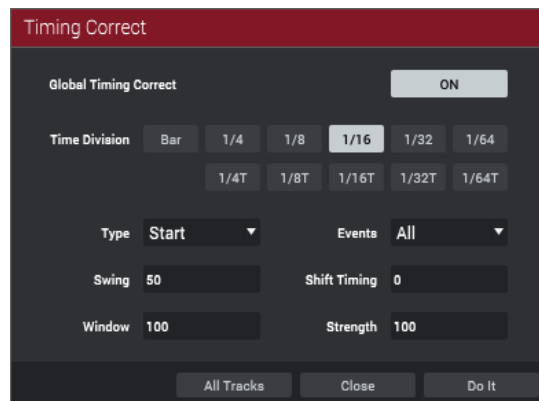 Timing Correct
Global Timing Correct ON
Time Division Bar 1/4 1/8 1/16 1/32 1/64
1/4T 1/8T 1/16T 1/32T 1/64T
Type Start Events All
Swing 50 Shift Timing 0
Window 100 Strength 100
All Tracks Close Do It